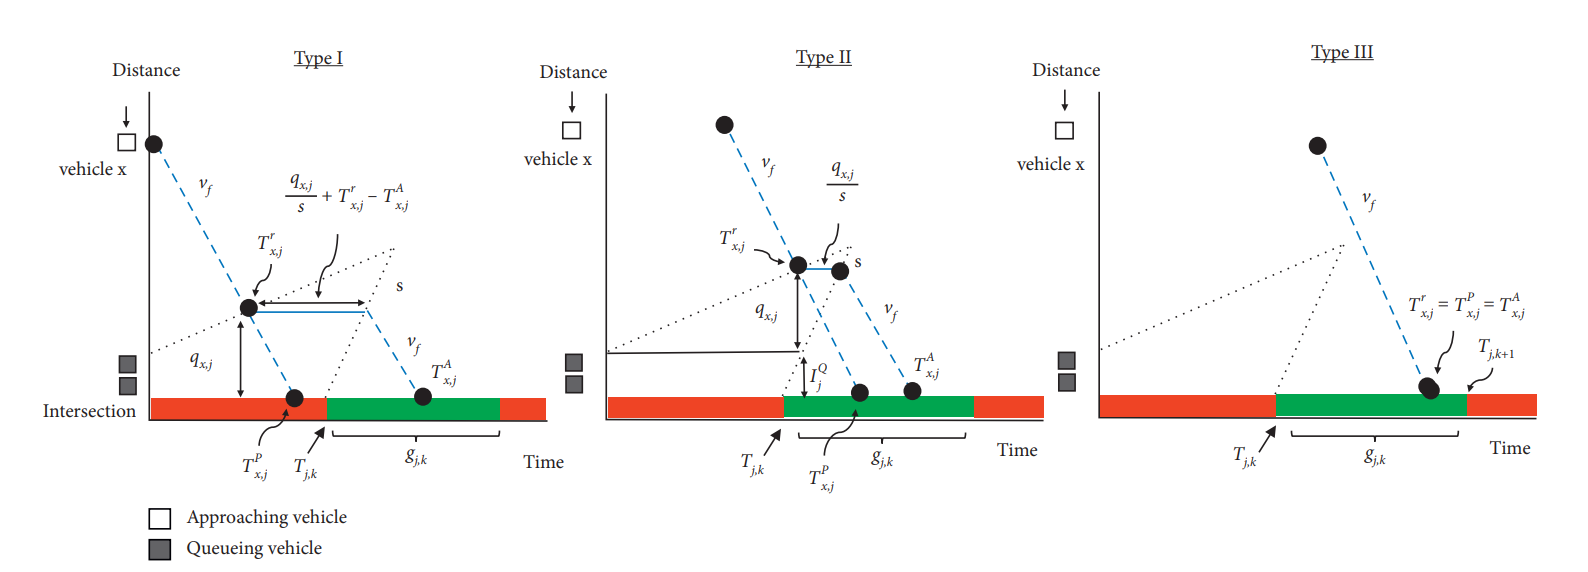 Type I
Distance
vehicle x
v_f
q_{x,j}/s + T^r_{x,j} − T^A_{x,j}
T^r_{x,j}
s
q_{x,j}
v_f
T^A_{x,j}
Intersection
T^P_{x,j}
T_{j,k}
g_{j,k}
Time
Type II
Distance
vehicle x
v_f
q_{x,j}/s
T^r_{x,j}
s
q_{x,j}
v_f
I^Q_j
T^A_{x,j}
T_{j,k}
T^P_{x,j}
g_{j,k}
Time
Type III
Distance
vehicle x
v_f
T^r_{x,j} = T^P_{x,j} = T^A_{x,j}
T_{j,k+1}
T_{j,k}
g_{j,k}
Time
Approaching vehicle
Queueing vehicle